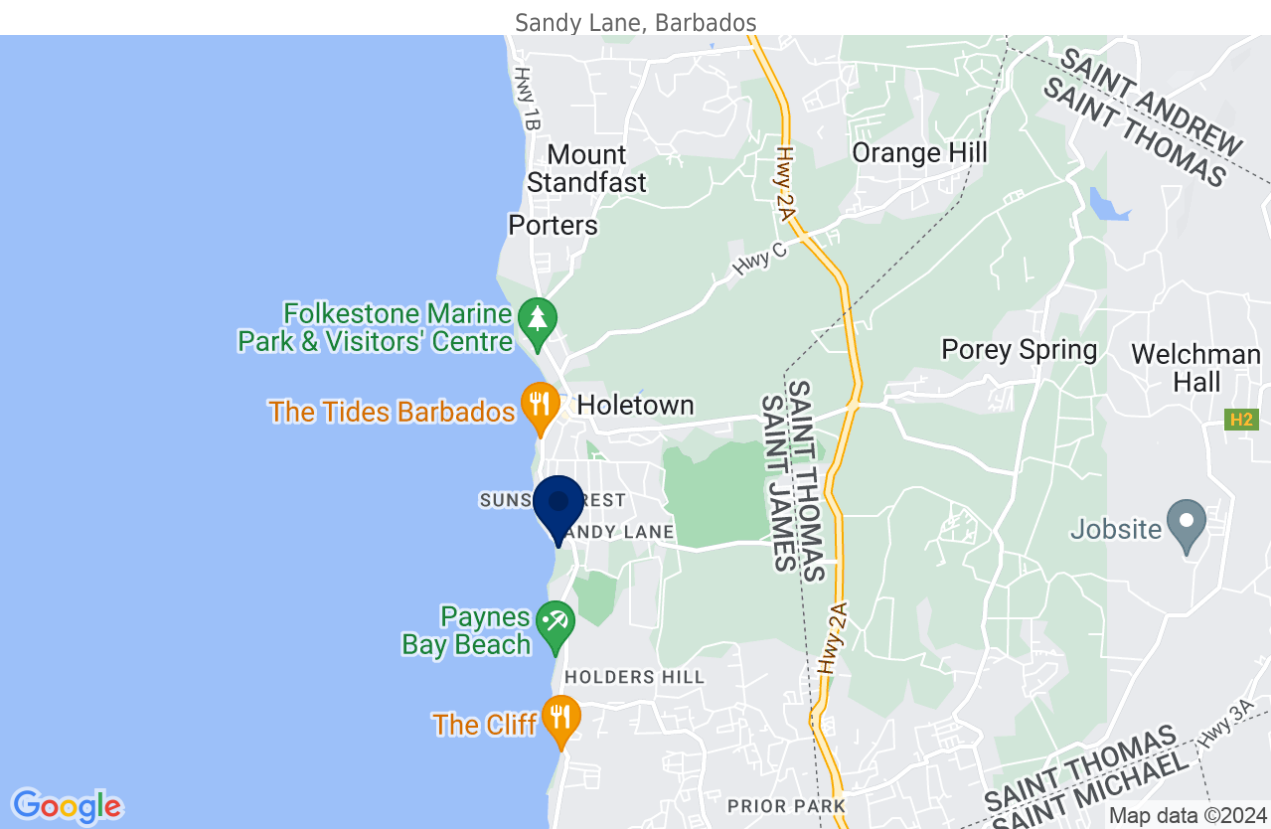 Sandy Lane, Barbados
Hwy 1B
SAINT ANDREW
SAINT THOMAS
Mount
Standfast
Orange Hill
Hwy 2A
Porters
Hwy C
Folkestone Marine
Park & Visitors' Centre
Porey Spring
Welchman
Hall
The Tides Barbados
Holetown
H2
SAINT THOMAS
SAINT JAMES
SUNS REST
ANDY LANE
Jobsite
Paynes
Bay Beach
Hwy 2A
HOLDERS HILL
The Cliff
Hwy 3A
SAINT THOMAS
SAINT MICHAEL
PRIOR PARK
Google
Map data ©2024